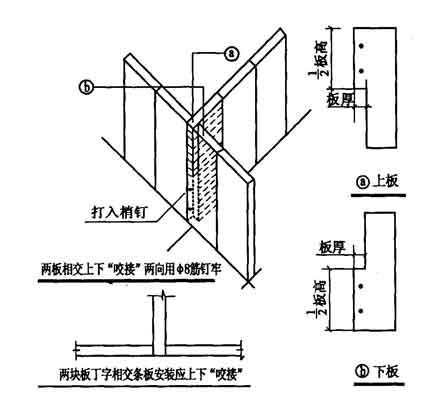 ⓐ
ⓑ
打入梢钉
两板相交上下“咬接”两向用φ8筋钉牢
两块板丁字相交条板安装应上下“咬接”
1/2板高
板厚
ⓐ上板
板厚
1/2板高
ⓑ下板